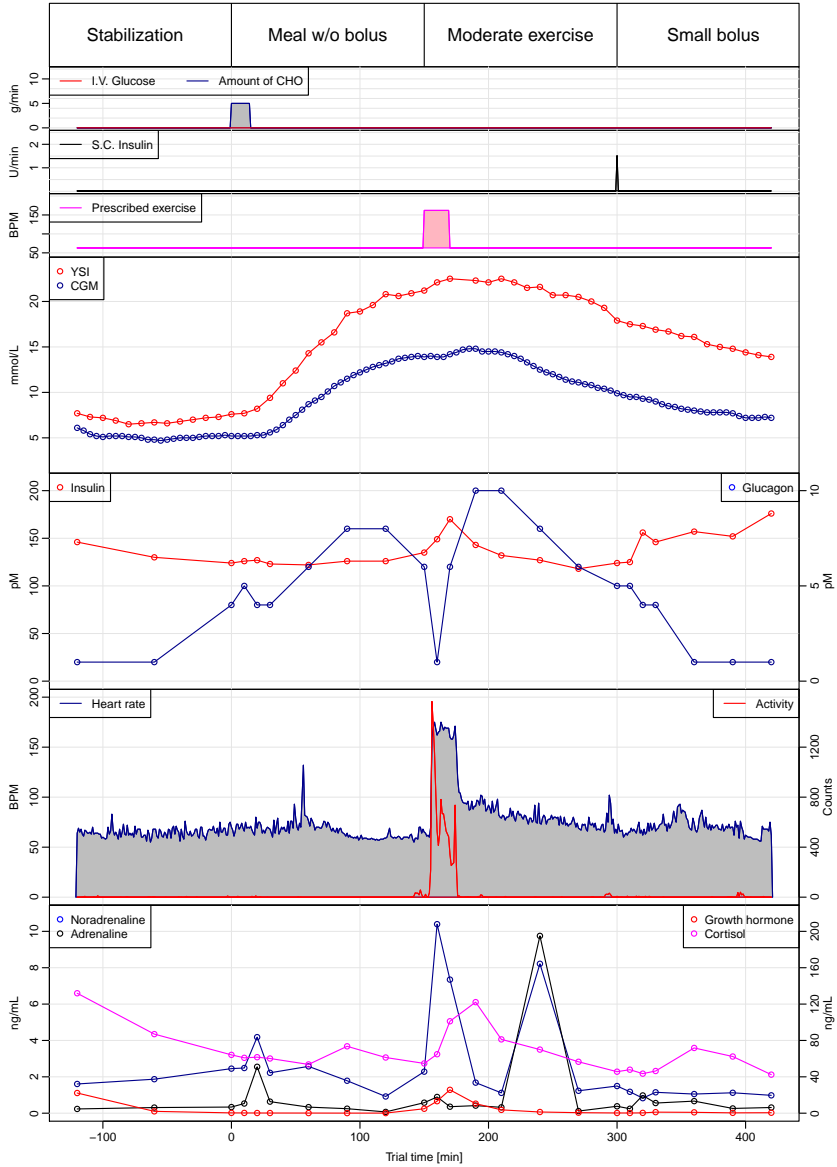 Stabilization Meal w/o bolus Moderate exercise Small bolus
I.V. Glucose Amount of CHO
g/min
10
5
0
S.C. Insulin
U/min
2
1
Prescribed exercise
BPM
150
50
YSI
CGM
mmol/L
20
15
10
5
Insulin Glucagon
200 10
150
pM
100
5 pM
50
0 0
Heart rate Activity
200
150 1200
BPM Counts
100 800
50 400
0 0
Noradrenaline Growth hormone
Adrenaline Cortisol
10 200
8 160
ng/mL ng/mL
6 120
4 80
2 40
0 0
−100 0 100 200 300 400
Trial time [min]